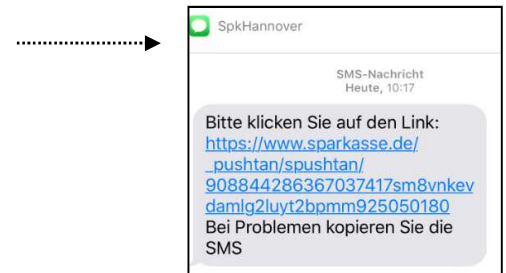 SpkHannover
SMS-Nachricht
Heute, 10:17
Bitte klicken Sie auf den Link:
https://www.sparkasse.de/
_pushtan/spushtan/
908844286367037417sm8vnkev
damlg2luyt2bpmm925050180
Bei Problemen kopieren Sie die
SMS